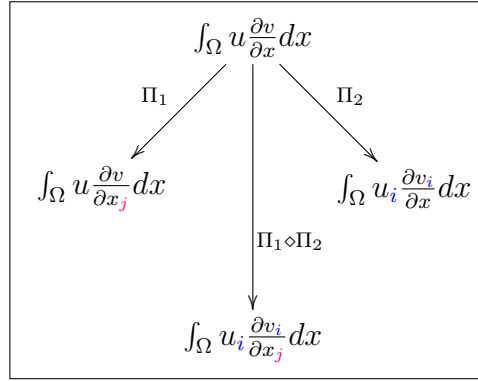 ∫_Ω u ∂v/∂x dx
Π₁ Π₂
∫_Ω u ∂v/∂x_j dx ∫_Ω u_i ∂v_i/∂x dx
Π₁⋄Π₂
∫_Ω u_i ∂v_i/∂x_j dx